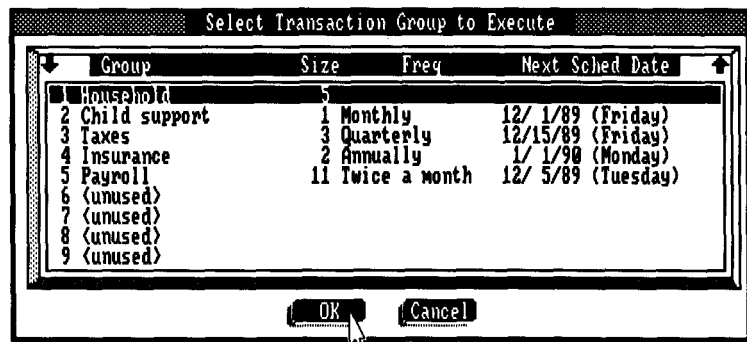 Select Transaction Group to Execute
Group Size Freq Next Sched Date
1 Household 5
2 Child support 1 Monthly 12/ 1/89 (Friday)
3 Taxes 3 Quarterly 12/15/89 (Friday)
4 Insurance 2 Annually 1/ 1/90 (Monday)
5 Payroll 11 Twice a month 12/ 5/89 (Tuesday)
6 <unused>
7 <unused>
8 <unused>
9 <unused>
OK Cancel